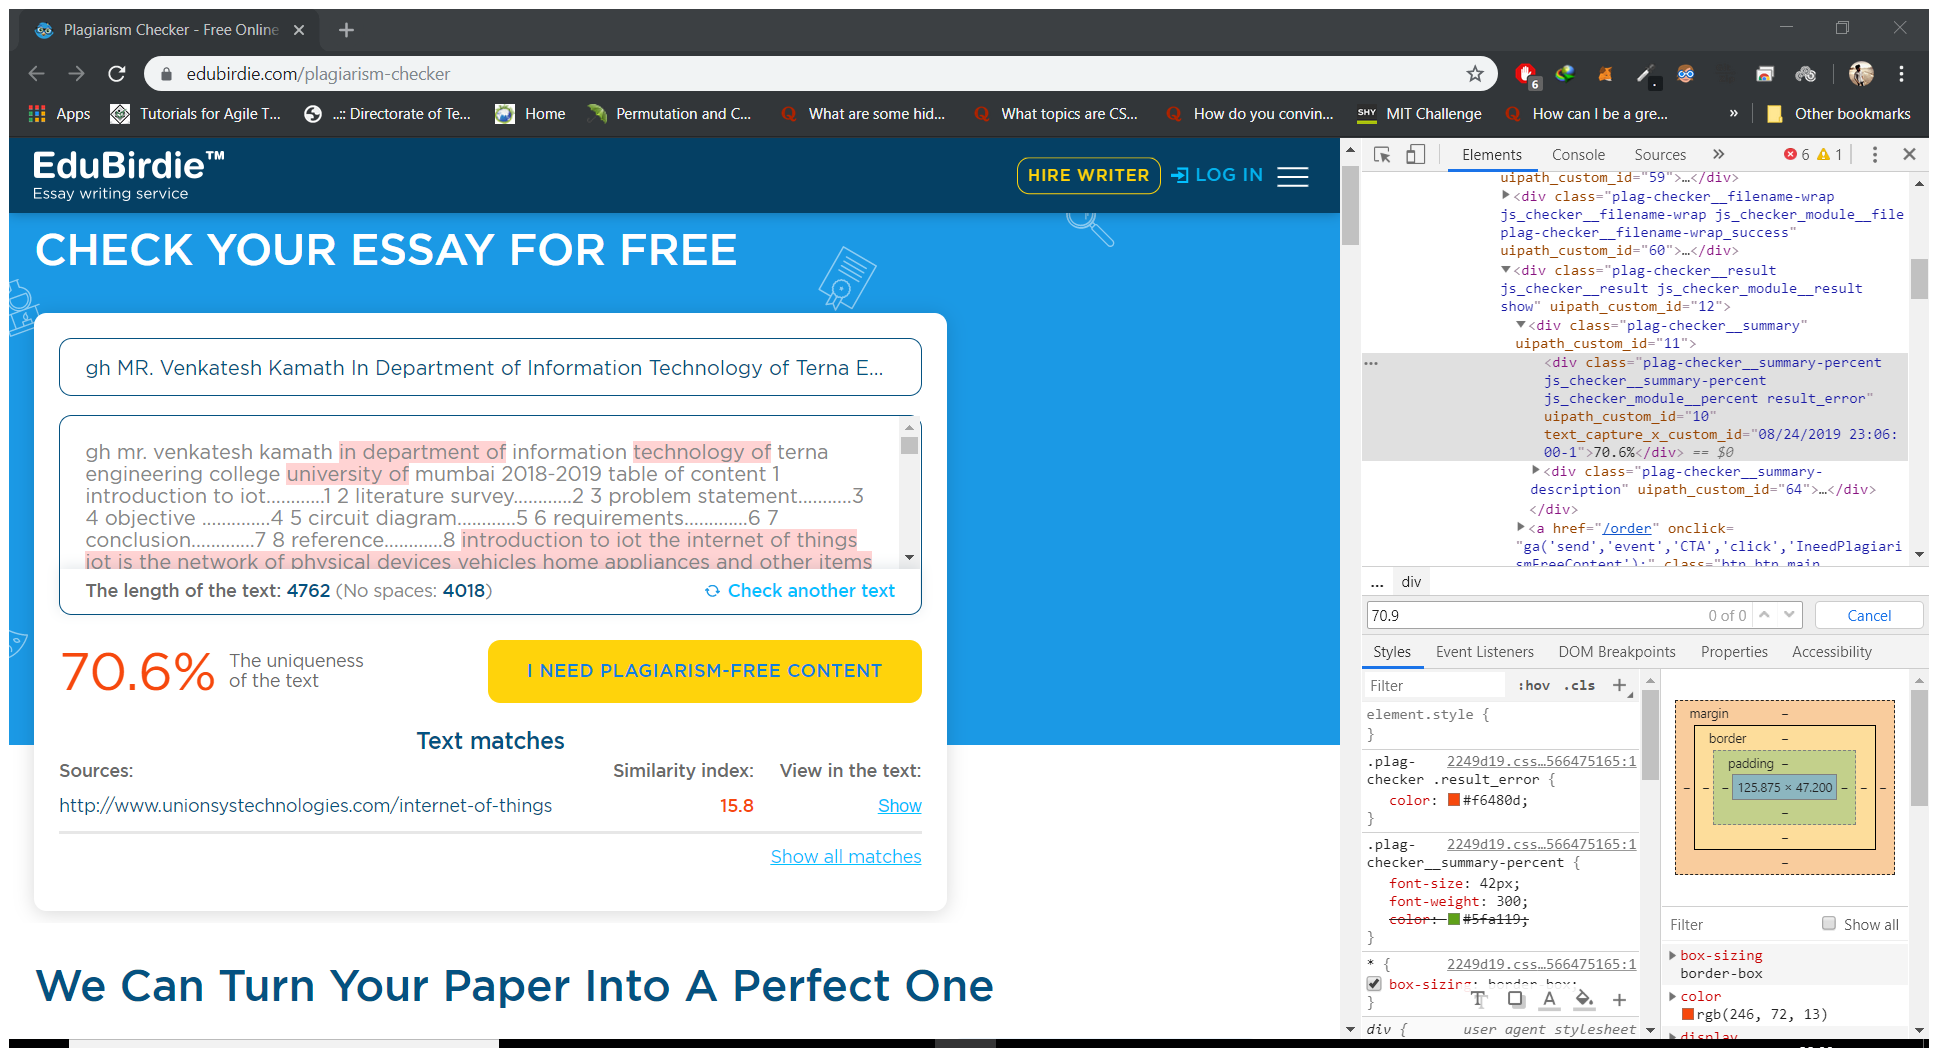 Plagiarism Checker - Free Online
edubirdie.com/plagiarism-checker
6
Apps
Tutorials for Agile T...
..:: Directorate of Te...
Home
Permutation and C...
What are some hid...
What topics are CS...
How do you convin...
SHY
MIT Challenge
How can I be a gre...
»
Other bookmarks
EduBirdie™
Essay writing service
HIRE WRITER
LOG IN
CHECK YOUR ESSAY FOR FREE
gh MR. Venkatesh Kamath In Department of Information Technology of Terna E...
gh mr. venkatesh kamath in department of information technology of terna
engineering college university of mumbai 2018-2019 table of content 1
introduction to iot............1 2 literature survey............2 3 problem statement...........3
4 objective ..............4 5 circuit diagram............5 6 requirements.............6 7
conclusion.............7 8 reference............8 introduction to iot the internet of things
iot is the network of physical devices vehicles home appliances and other items
The length of the text: 4762 (No spaces: 4018)
Check another text
70.6%
The uniqueness
of the text
I NEED PLAGIARISM-FREE CONTENT
Text matches
Sources:
Similarity index:
View in the text:
http://www.unionsystechnologies.com/internet-of-things
15.8
Show
Show all matches
We Can Turn Your Paper Into A Perfect One
Elements
Console
Sources
»
6
1
uipath_custom_id="59">…</div>
<div class="plag-checker__filename-wrap
js_checker__filename-wrap js_checker_module__file
plag-checker__filename-wrap_success"
uipath_custom_id="60">…</div>
<div class="plag-checker__result
js_checker__result js_checker_module__result
show" uipath_custom_id="12">
<div class="plag-checker__summary"
uipath_custom_id="11">
<div class="plag-checker__summary-percent
js_checker__summary-percent
js_checker_module__percent result_error"
uipath_custom_id="10"
text_capture_x_custom_id="08/24/2019 23:06:
00-1">70.6%</div> == $0
<div class="plag-checker__summary-
description" uipath_custom_id="64">…</div>
</div>
<a href="/order" onclick=
"ga('send','event','CTA','click','IneedPlagiari
smFreeContent');" class="btn btn_main
... div
70.9
0 of 0
Cancel
Styles
Event Listeners
DOM Breakpoints
Properties
Accessibility
Filter
:hov
.cls
+
element.style {
}
.plag-
2249d19.css…566475165:1
checker .result_error {
color: #f6480d;
}
.plag-
2249d19.css…566475165:1
checker__summary-percent {
font-size: 42px;
font-weight: 300;
color: #5fa119;
}
* {
2249d19.css…566475165:1
box-sizing: border-box;
}
div {
user agent stylesheet
margin
–
border
–
padding
–
– – – 125.875 × 47.200 – – –
–
–
–
Filter
Show all
box-sizing
border-box
color
rgb(246, 72, 13)
display